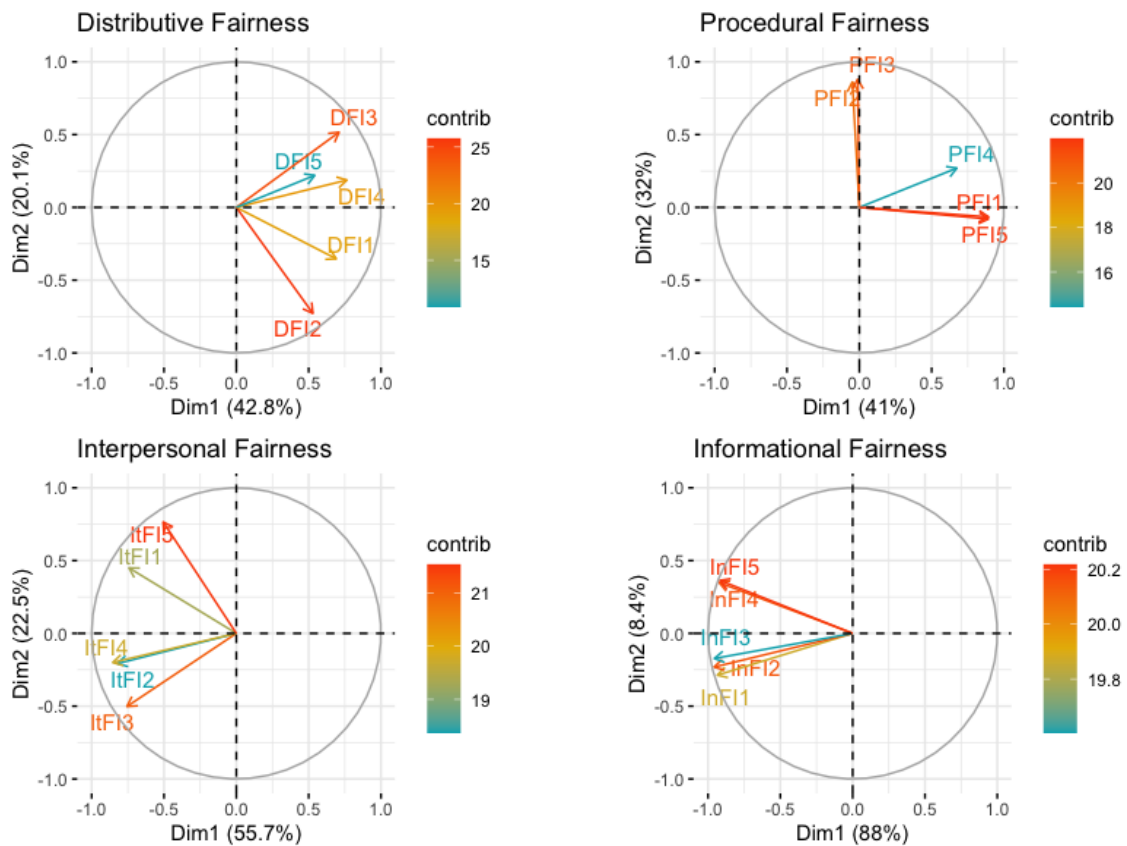 Distributive Fairness
1.0
0.5
0.0
-0.5
-1.0
Dim2 (20.1%)
DFI3
DFI5
DFI4
DFI1
DFI2
-1.0 -0.5 0.0 0.5 1.0
Dim1 (42.8%)
contrib
25
20
15
Procedural Fairness
1.0
0.5
0.0
-0.5
-1.0
Dim2 (32%)
PFI3
PFI2
PFI4
PFI1
PFI5
-1.0 -0.5 0.0 0.5 1.0
Dim1 (41%)
contrib
20
18
16
Interpersonal Fairness
1.0
0.5
0.0
-0.5
-1.0
Dim2 (22.5%)
ItFI5
ItFI1
ItFI4
ItFI2
ItFI3
-1.0 -0.5 0.0 0.5 1.0
Dim1 (55.7%)
contrib
21
20
19
Informational Fairness
1.0
0.5
0.0
-0.5
-1.0
Dim2 (8.4%)
InFI5
InFI4
InFI3
InFI2
InFI1
-1.0 -0.5 0.0 0.5 1.0
Dim1 (88%)
contrib
20.2
20.0
19.8